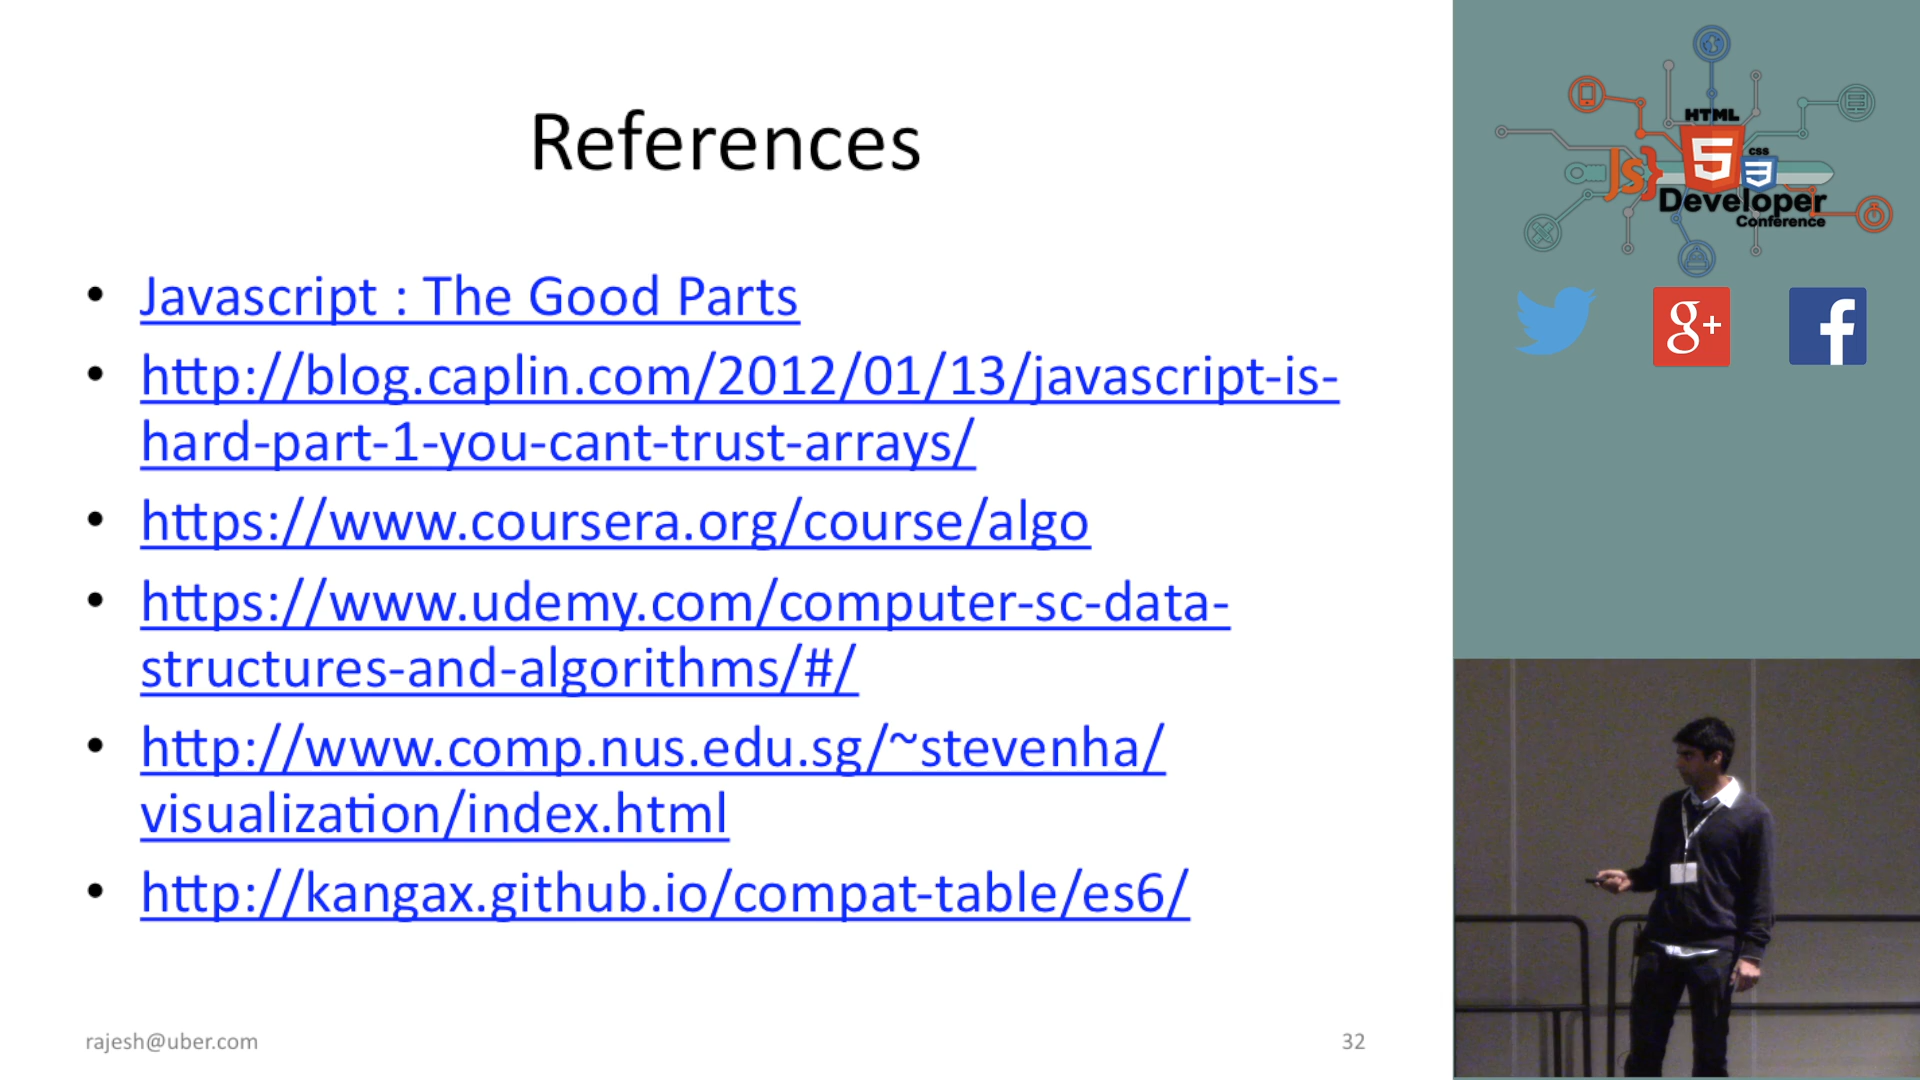 References
• Javascript : The Good Parts
• http://blog.caplin.com/2012/01/13/javascript-is-
hard-part-1-you-cant-trust-arrays/
• https://www.coursera.org/course/algo
• https://www.udemy.com/computer-sc-data-
structures-and-algorithms/#/
• http://www.comp.nus.edu.sg/~stevenha/
visualization/index.html
• http://kangax.github.io/compat-table/es6/
rajesh@uber.com
32
HTML
5
CSS
3
JS}
Developer
Conference
g+
f